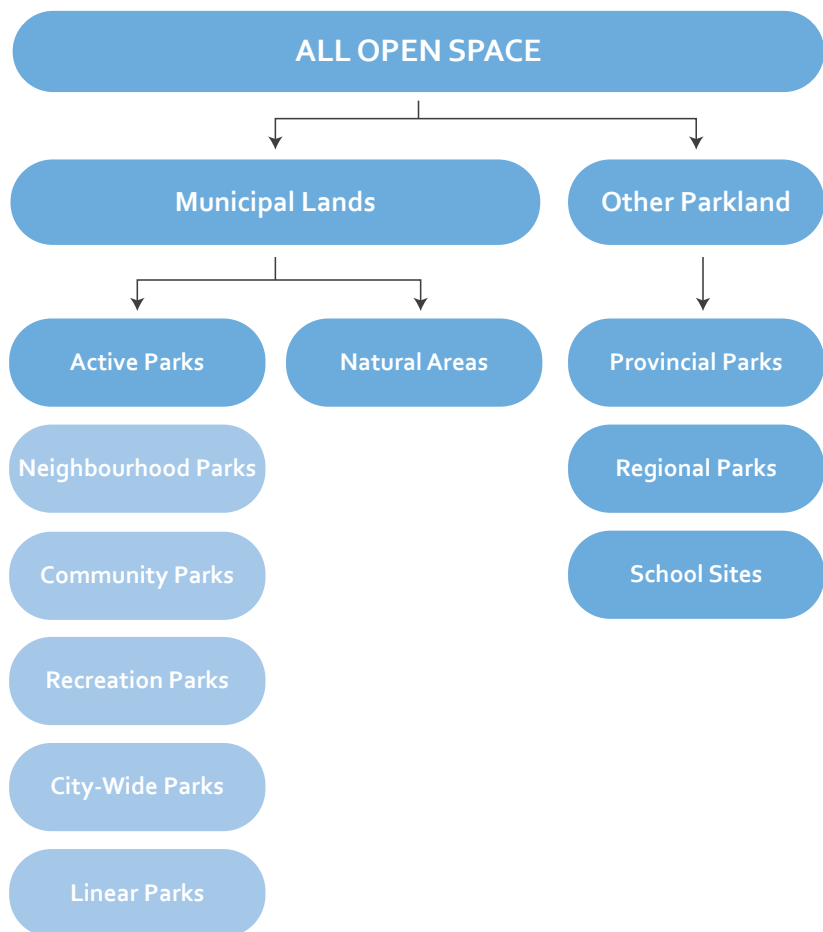 ALL OPEN SPACE
Municipal Lands
Other Parkland
Active Parks
Natural Areas
Provincial Parks
Neighbourhood Parks
Regional Parks
Community Parks
School Sites
Recreation Parks
City-Wide Parks
Linear Parks